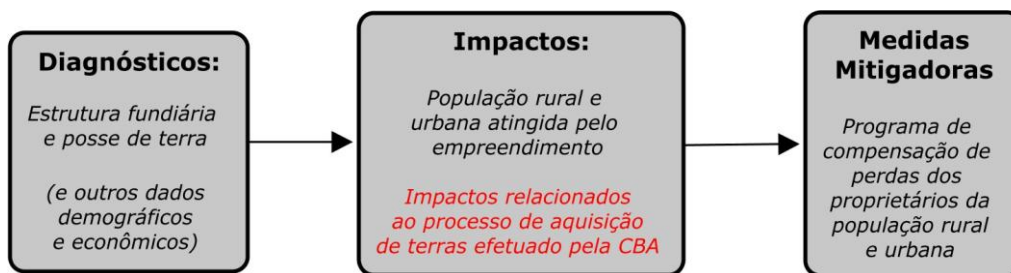 Diagnósticos:
Estrutura fundiária
e posse de terra
(e outros dados
demográficos
e econômicos)
Impactos:
População rural e
urbana atingida pelo
empreendimento
Impactos relacionados
ao processo de aquisição
de terras efetuado pela CBA
Medidas
Mitigadoras
Programa de
compensação de
perdas dos
proprietários da
população rural
e urbana